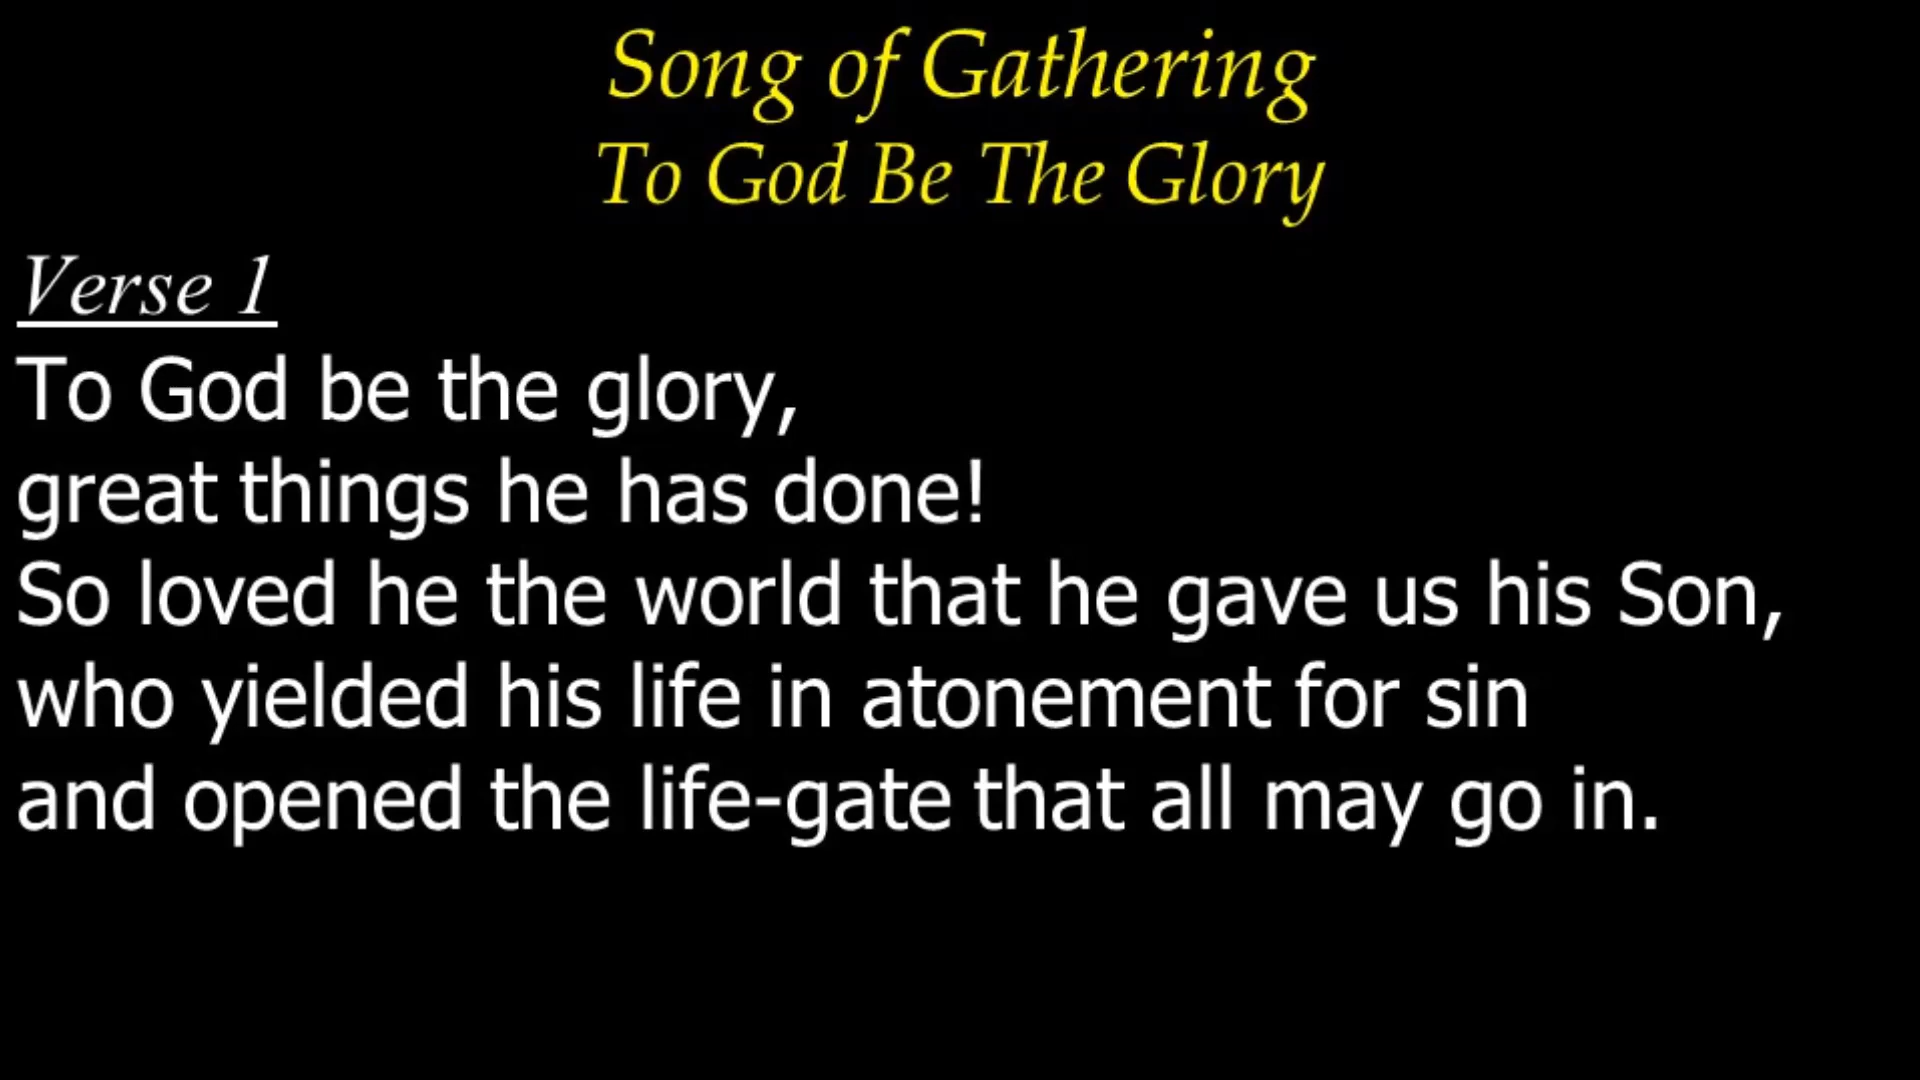 Song of Gathering
To God Be The Glory
Verse 1
To God be the glory,
great things he has done!
So loved he the world that he gave us his Son,
who yielded his life in atonement for sin
and opened the life-gate that all may go in.